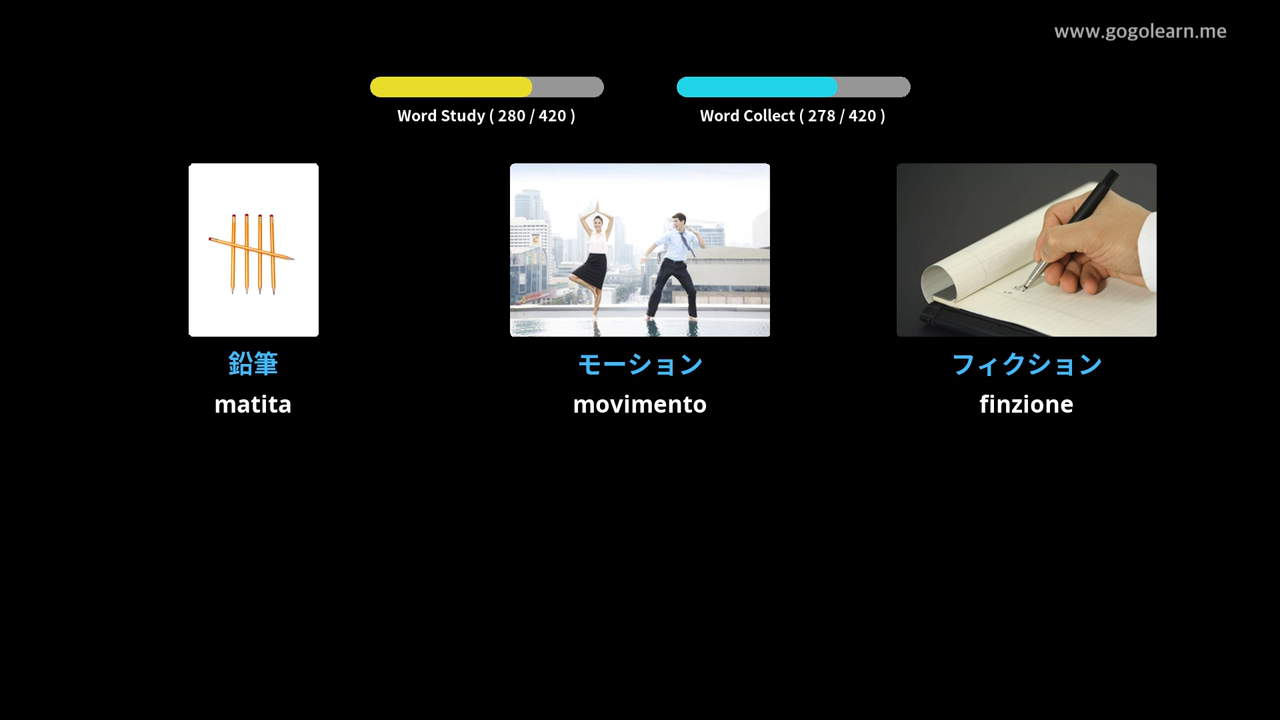 www.gogolearn.me
Word Study ( 280 / 420 )
Word Collect ( 278 / 420 )
鉛筆
モーション
フィクション
matita
movimento
finzione